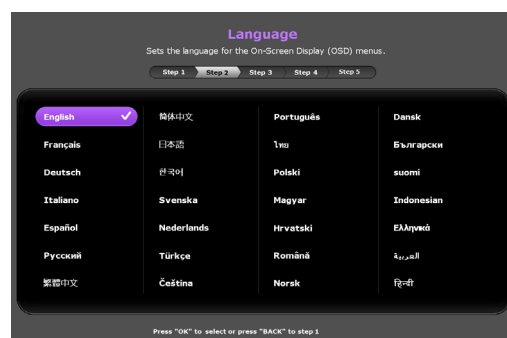 Language
Sets the language for the On-Screen Display (OSD) menus.
Step 1 Step 2 Step 3 Step 4 Step 5
English 简体中文 Português Dansk
Français 日本語 ไทย Български
Deutsch 한국어 Polski suomi
Italiano Svenska Magyar Indonesian
Español Nederlands Hrvatski Ελληνικά
Русский Türkçe Română العربية
繁體中文 Čeština Norsk हिन्दी
Press "OK" to select or press "BACK" to step 1